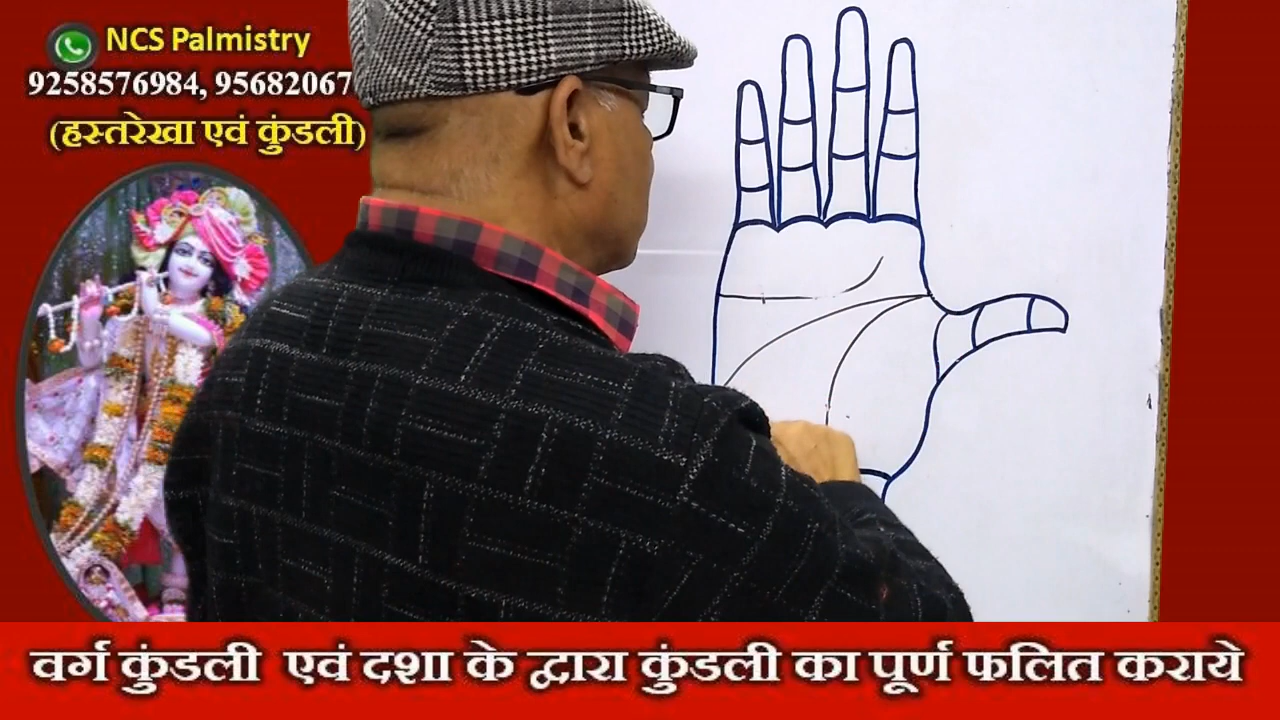 NCS Palmistry
9258576984, 95682067
(हस्तरेखा एवं कुंडली)
वर्ग कुंडली एवं दशा के द्वारा कुंडली का पूर्ण फलित कराये